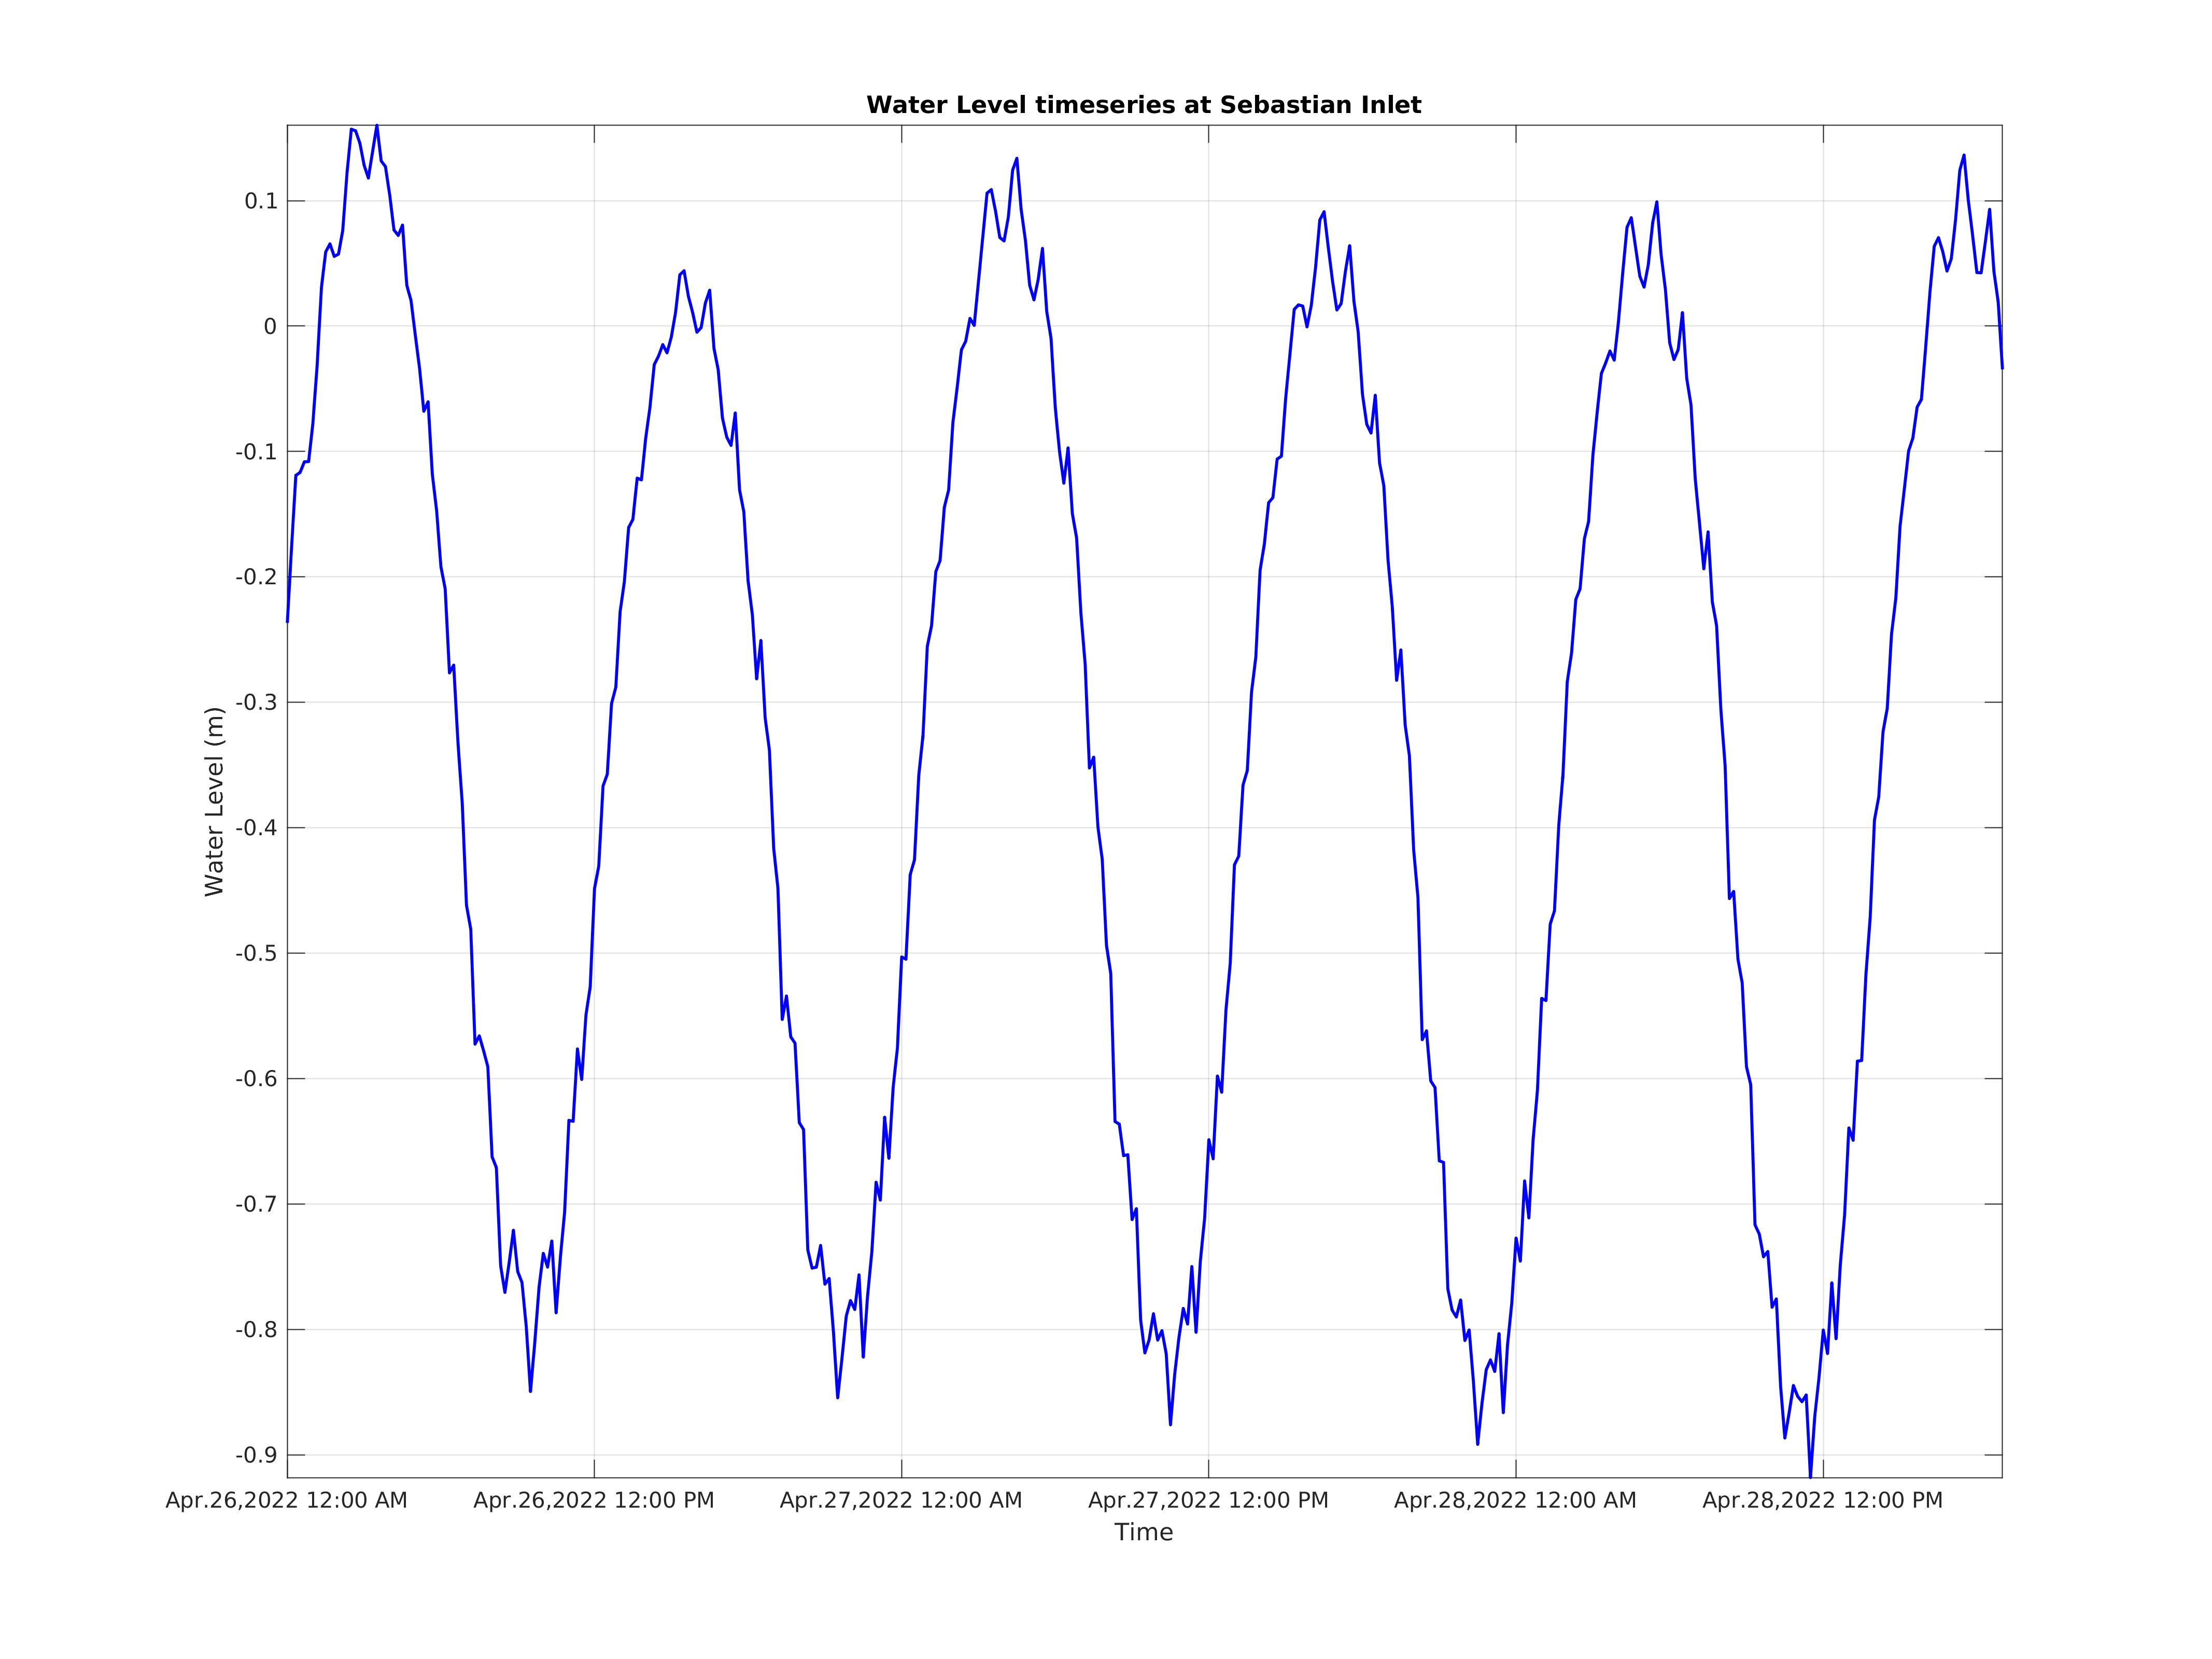 Water Level timeseries at Sebastian Inlet
0.1
0
-0.1
-0.2
-0.3
-0.4
-0.5
-0.6
-0.7
-0.8
-0.9
Water Level (m)
Apr.26,2022 12:00 AM Apr.26,2022 12:00 PM Apr.27,2022 12:00 AM Apr.27,2022 12:00 PM Apr.28,2022 12:00 AM Apr.28,2022 12:00 PM
Time